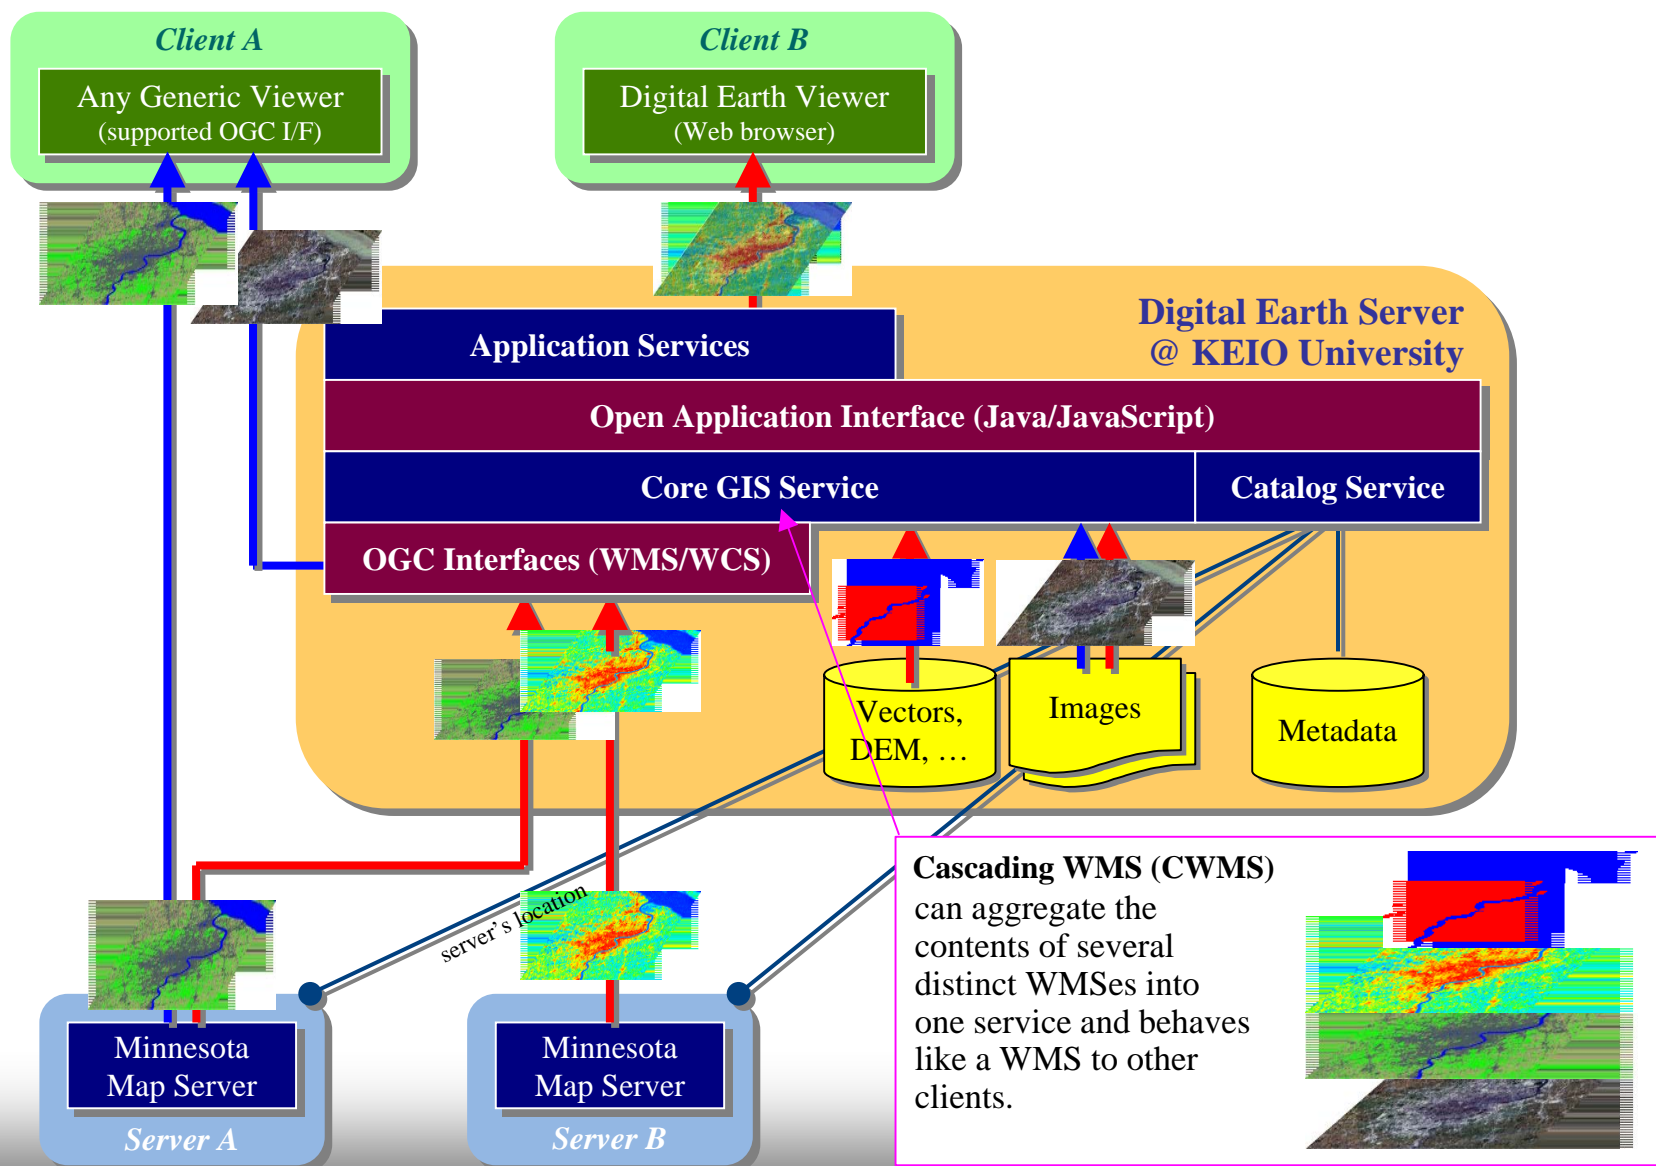 Client A
Any Generic Viewer
(supported OGC I/F)
Client B
Digital Earth Viewer
(Web browser)
Digital Earth Server
@ KEIO University
Application Services
Open Application Interface (Java/JavaScript)
Core GIS Service
Catalog Service
OGC Interfaces (WMS/WCS)
Vectors,
DEM, …
Images
Metadata
server’s location
Minnesota
Map Server
Server A
Minnesota
Map Server
Server B
Cascading WMS (CWMS)
can aggregate the
contents of several
distinct WMSes into
one service and behaves
like a WMS to other
clients.